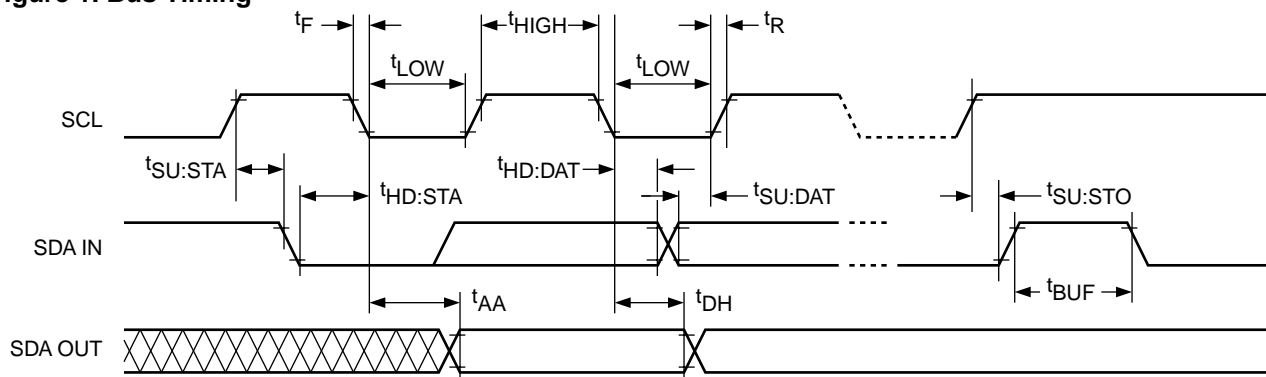 Figure 1. Bus Timing
tF
tHIGH
tR
tLOW
tLOW
SCL
tSU:STA
tHD:STA
tHD:DAT
tSU:DAT
tSU:STO
SDA IN
tBUF
tAA
tDH
SDA OUT